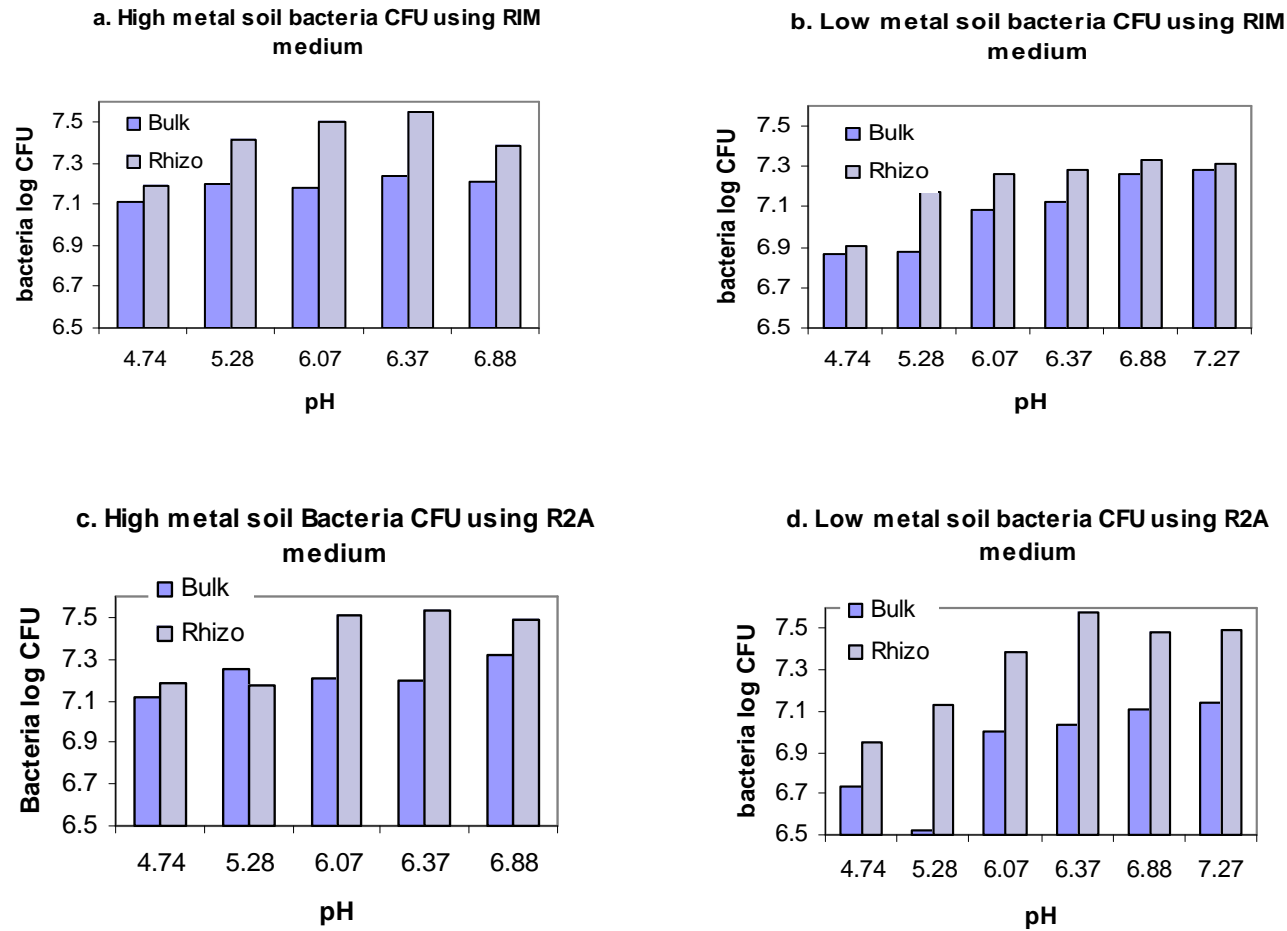 a. High metal soil bacteria CFU using RIM
medium
bacteria log CFU
7.5
7.3
7.1
6.9
6.7
6.5
Bulk
Rhizo
4.74 5.28 6.07 6.37 6.88
pH
b. Low metal soil bacteria CFU using RIM
medium
bacteria log CFU
7.5
7.3
7.1
6.9
6.7
6.5
Bulk
Rhizo
4.74 5.28 6.07 6.37 6.88 7.27
pH
c. High metal soil Bacteria CFU using R2A
medium
Bacteria log CFU
7.5
7.3
7.1
6.9
6.7
6.5
Bulk
Rhizo
4.74 5.28 6.07 6.37 6.88
pH
d. Low metal soil bacteria CFU using R2A
medium
bacteria log CFU
7.5
7.3
7.1
6.9
6.7
6.5
Bulk
Rhizo
4.74 5.28 6.07 6.37 6.88 7.27
pH